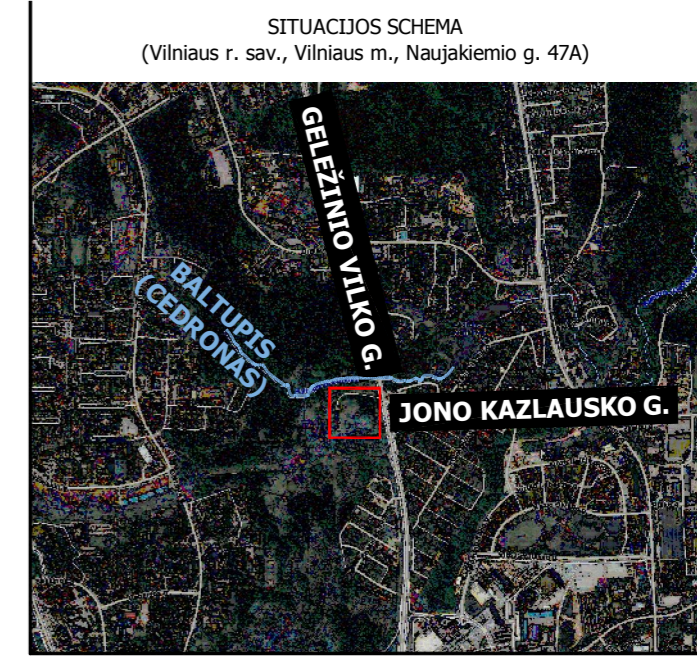 SITUACIJOS SCHEMA
(Vilniaus r. sav., Vilniaus m., Naujakiemio g. 47A)
GELEŽINIO VILKO G.
BALTUPIS
(CEDRONAS)
JONO KAZLAUSKO G.